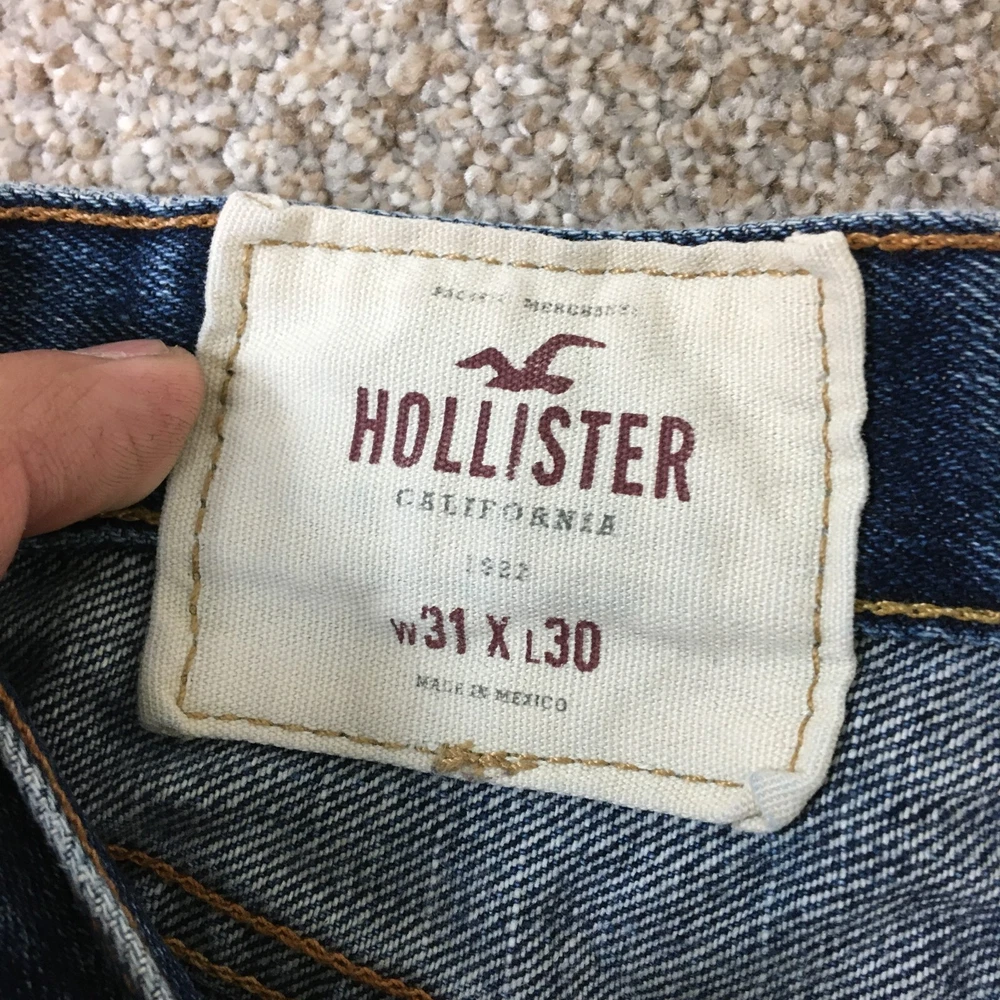 PACIFIC MERCHANTS
HOLLISTER
CALIFORNIA
1922
W31 X L30
MADE IN MEXICO